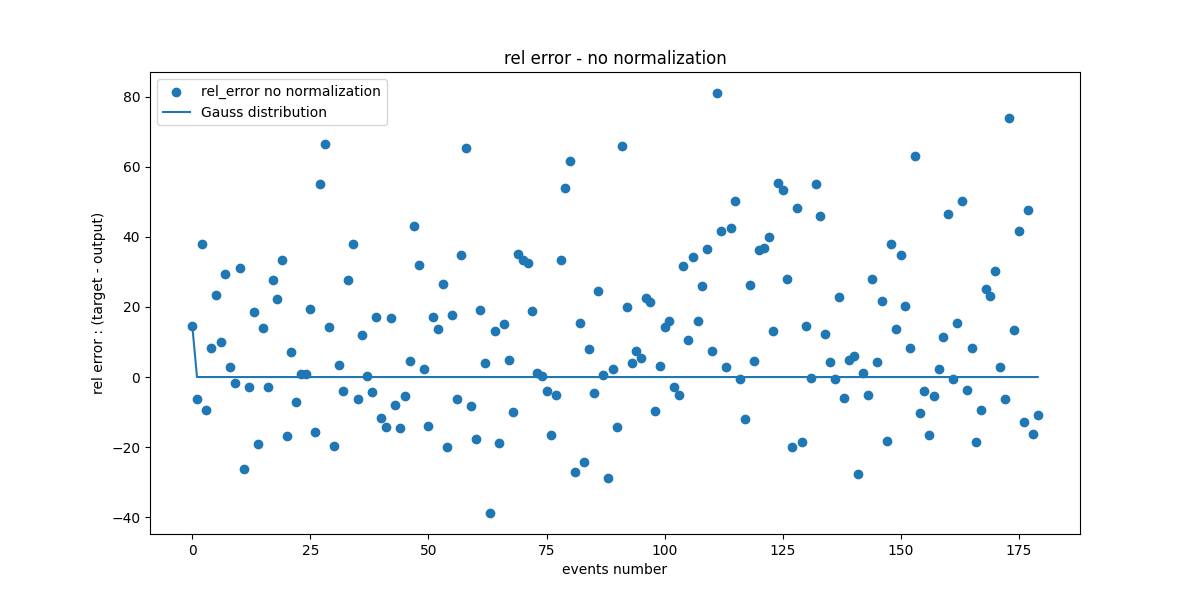 rel error - no normalization
rel_error no normalization
Gauss distribution
rel error : (target - output)
80
60
40
20
0
−20
−40
0 25 50 75 100 125 150 175
events number